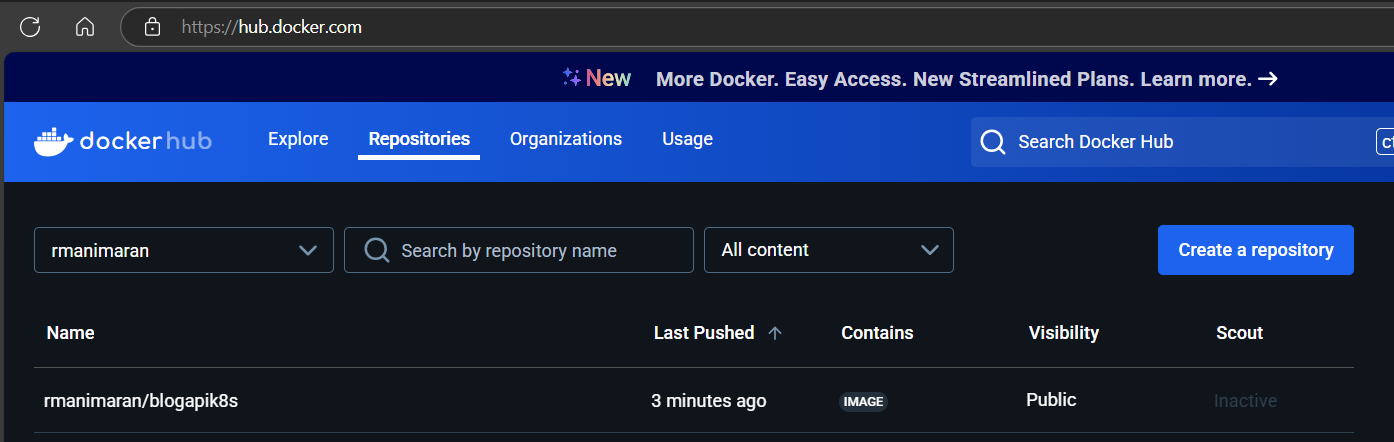 https://hub.docker.com
New More Docker. Easy Access. New Streamlined Plans. Learn more. →
docker hub Explore Repositories Organizations Usage Search Docker Hub
rmanimaran Search by repository name All content Create a repository
Name Last Pushed ↑ Contains Visibility Scout
rmanimaran/blogapik8s 3 minutes ago IMAGE Public Inactive